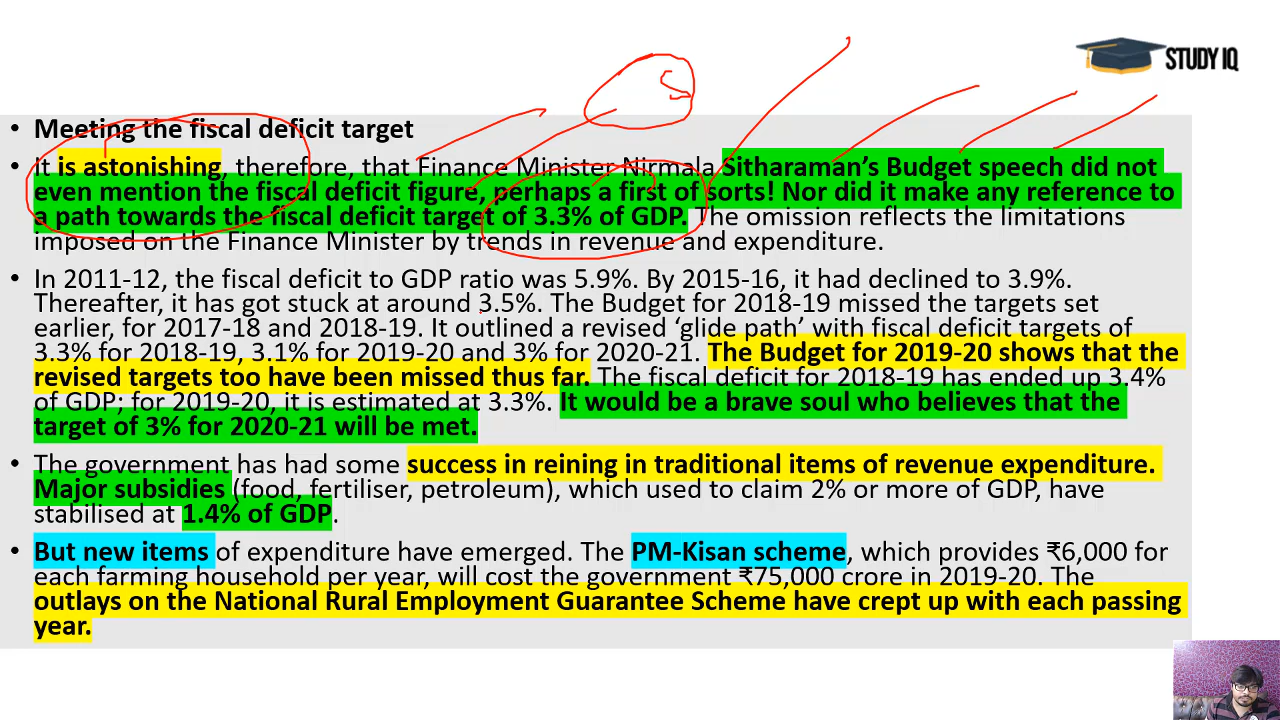 STUDY IQ
• Meeting the fiscal deficit target
• It is astonishing, therefore, that Finance Minister Nirmala Sitharaman's Budget speech did not
even mention the fiscal deficit figure, perhaps a first of sorts! Nor did it make any reference to
a path towards the fiscal deficit target of 3.3% of GDP. The omission reflects the limitations
imposed on the Finance Minister by trends in revenue and expenditure.
• In 2011-12, the fiscal deficit to GDP ratio was 5.9%. By 2015-16, it had declined to 3.9%.
Thereafter, it has got stuck at around 3.5%. The Budget for 2018-19 missed the targets set
earlier, for 2017-18 and 2018-19. It outlined a revised ‘glide path’ with fiscal deficit targets of
3.3% for 2018-19, 3.1% for 2019-20 and 3% for 2020-21. The Budget for 2019-20 shows that the
revised targets too have been missed thus far. The fiscal deficit for 2018-19 has ended up 3.4%
of GDP; for 2019-20, it is estimated at 3.3%. It would be a brave soul who believes that the
target of 3% for 2020-21 will be met.
• The government has had some success in reining in traditional items of revenue expenditure.
Major subsidies (food, fertiliser, petroleum), which used to claim 2% or more of GDP, have
stabilised at 1.4% of GDP.
• But new items of expenditure have emerged. The PM-Kisan scheme, which provides ₹6,000 for
each farming household per year, will cost the government ₹75,000 crore in 2019-20. The
outlays on the National Rural Employment Guarantee Scheme have crept up with each passing
year.